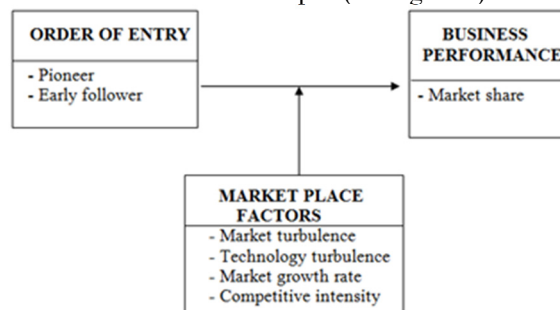 ORDER OF ENTRY
- Pioneer
- Early follower
BUSINESS
PERFORMANCE
- Market share
MARKET PLACE
FACTORS
- Market turbulence
- Technology turbulence
- Market growth rate
- Competitive intensity